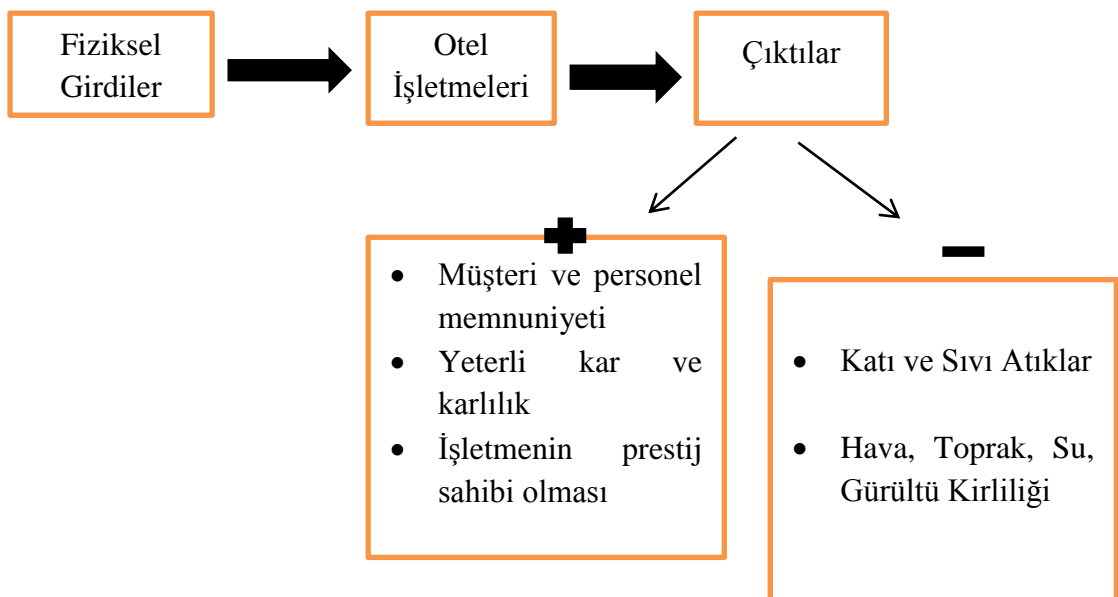 Fiziksel
Girdiler
Otel
İşletmeleri
Çıktılar
• Müşteri ve personel
memnuniyeti
• Yeterli kar ve
karlılık
• İşletmenin prestij
sahibi olması
• Katı ve Sıvı Atıklar
• Hava, Toprak, Su,
Gürültü Kirliliği